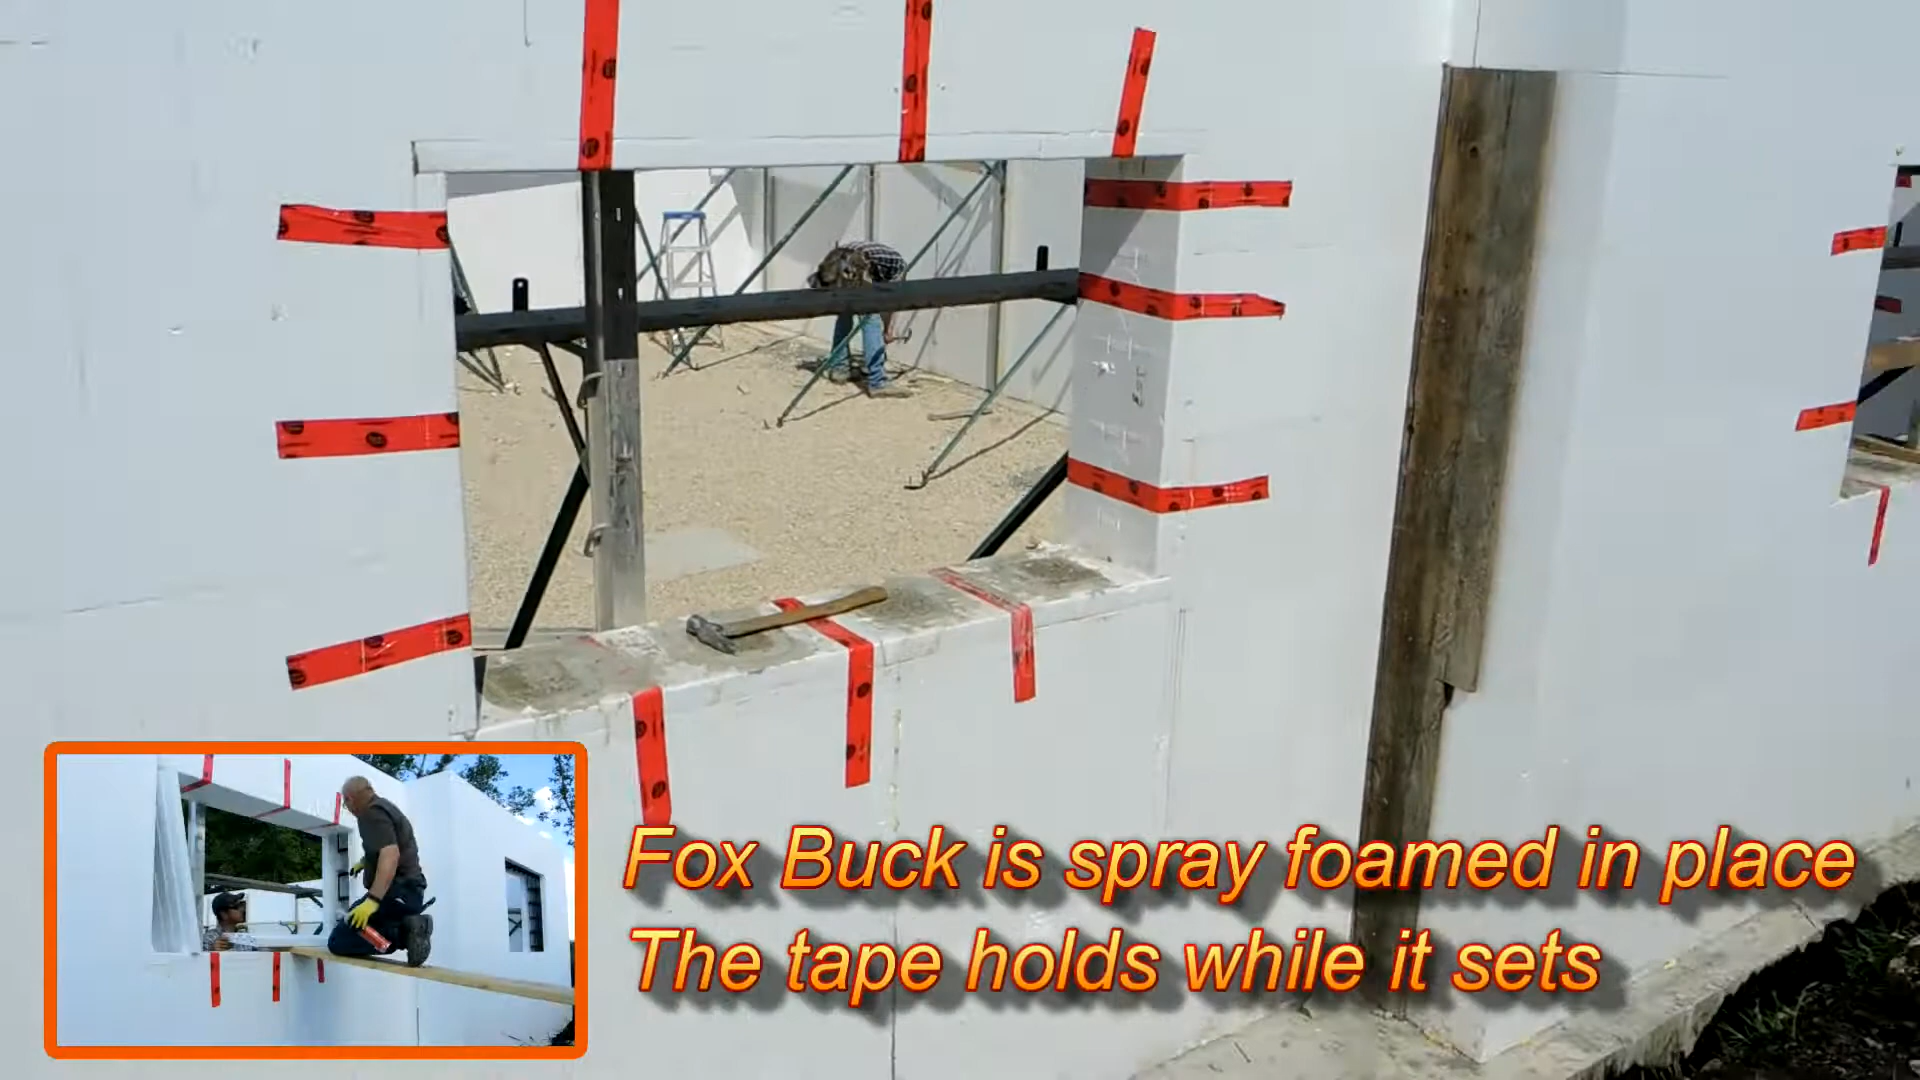 Fox Buck is spray foamed in place
The tape holds while it sets